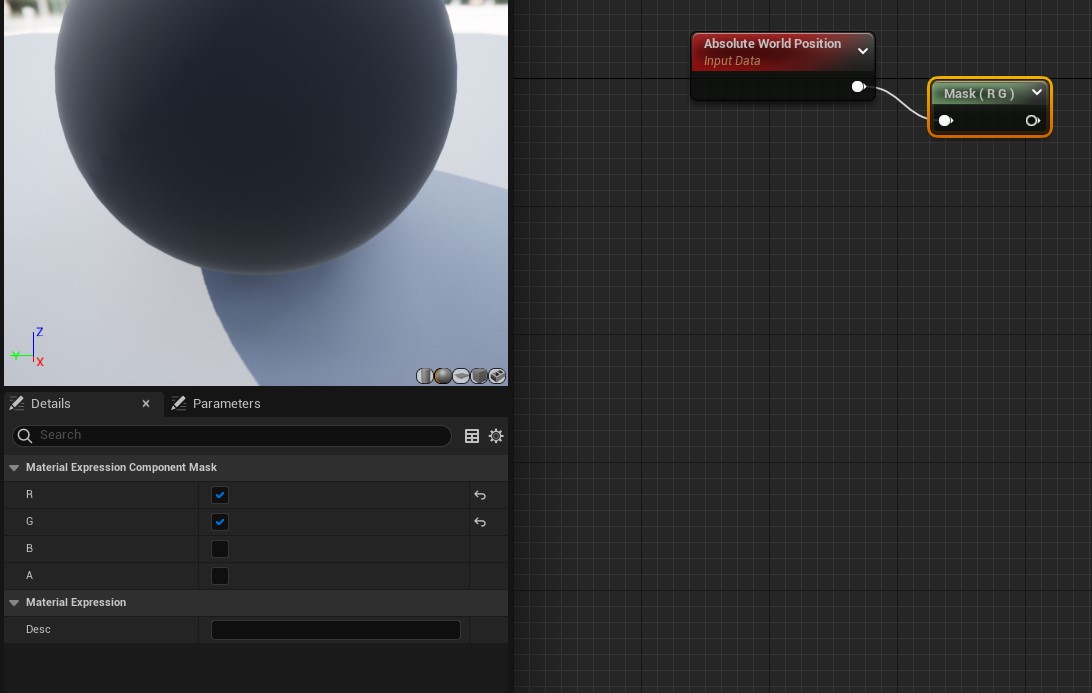 Absolute World Position
Input Data
Mask ( R G )
Z
Y
X
Details
Parameters
Search
Material Expression Component Mask
R
G
B
A
Material Expression
Desc